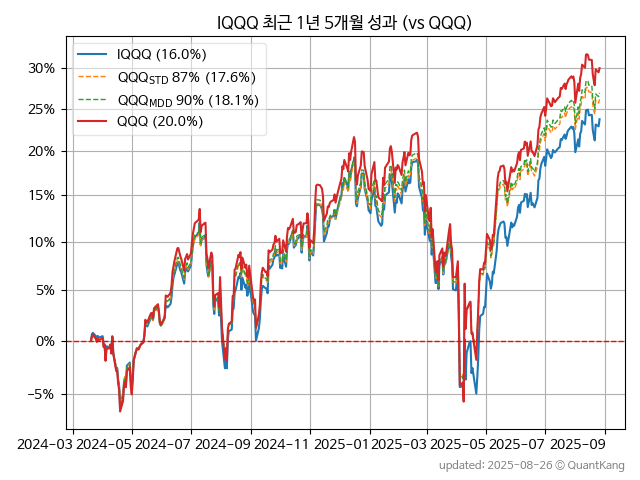 IQQQ 최근 1년 5개월 성과 (vs QQQ)
IQQQ (16.0%)
QQQSTD 87% (17.6%)
QQQMDD 90% (18.1%)
QQQ (20.0%)
30%
25%
20%
15%
10%
5%
0%
−5%
2024-03 2024-05 2024-07 2024-09 2024-11 2025-01 2025-03 2025-05 2025-07 2025-09
updated: 2025-08-26 © QuantKang